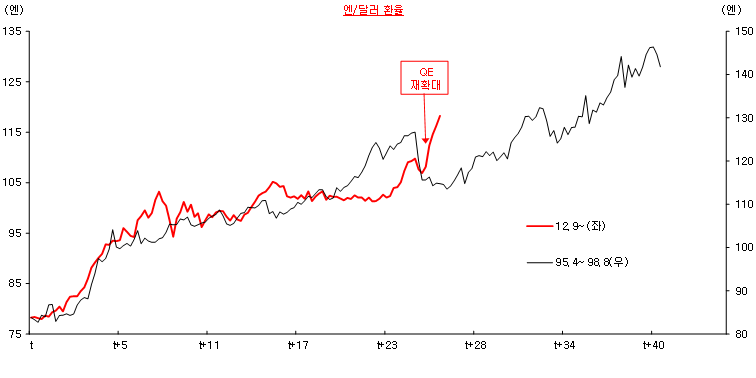 (엔)
엔/달러 환율
(엔)
135
125
115
105
95
85
75
150
140
130
120
110
100
90
80
QE
재확대
12.9~(좌)
95.4~98.8(우)
t
t+5
t+11
t+17
t+23
t+28
t+34
t+40